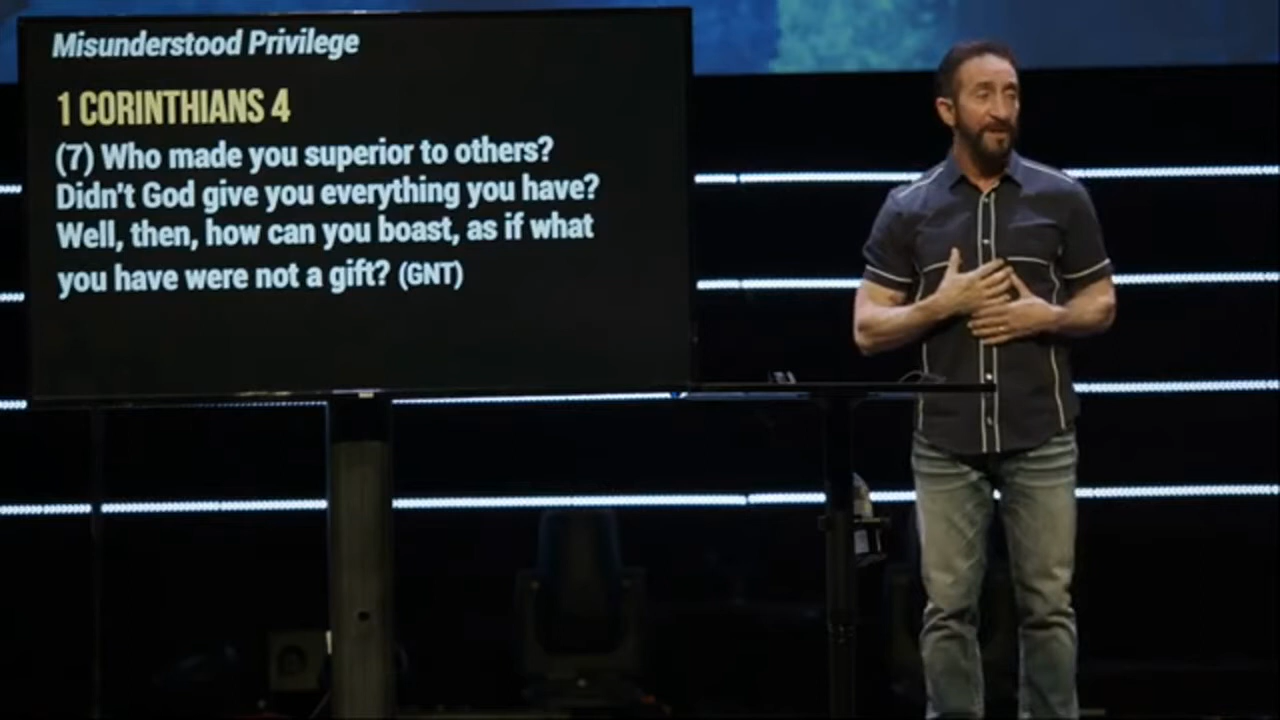 Misunderstood Privilege
1 CORINTHIANS 4
(7) Who made you superior to others?
Didn't God give you everything you have?
Well, then, how can you boast, as if what
you have were not a gift? (GNT)